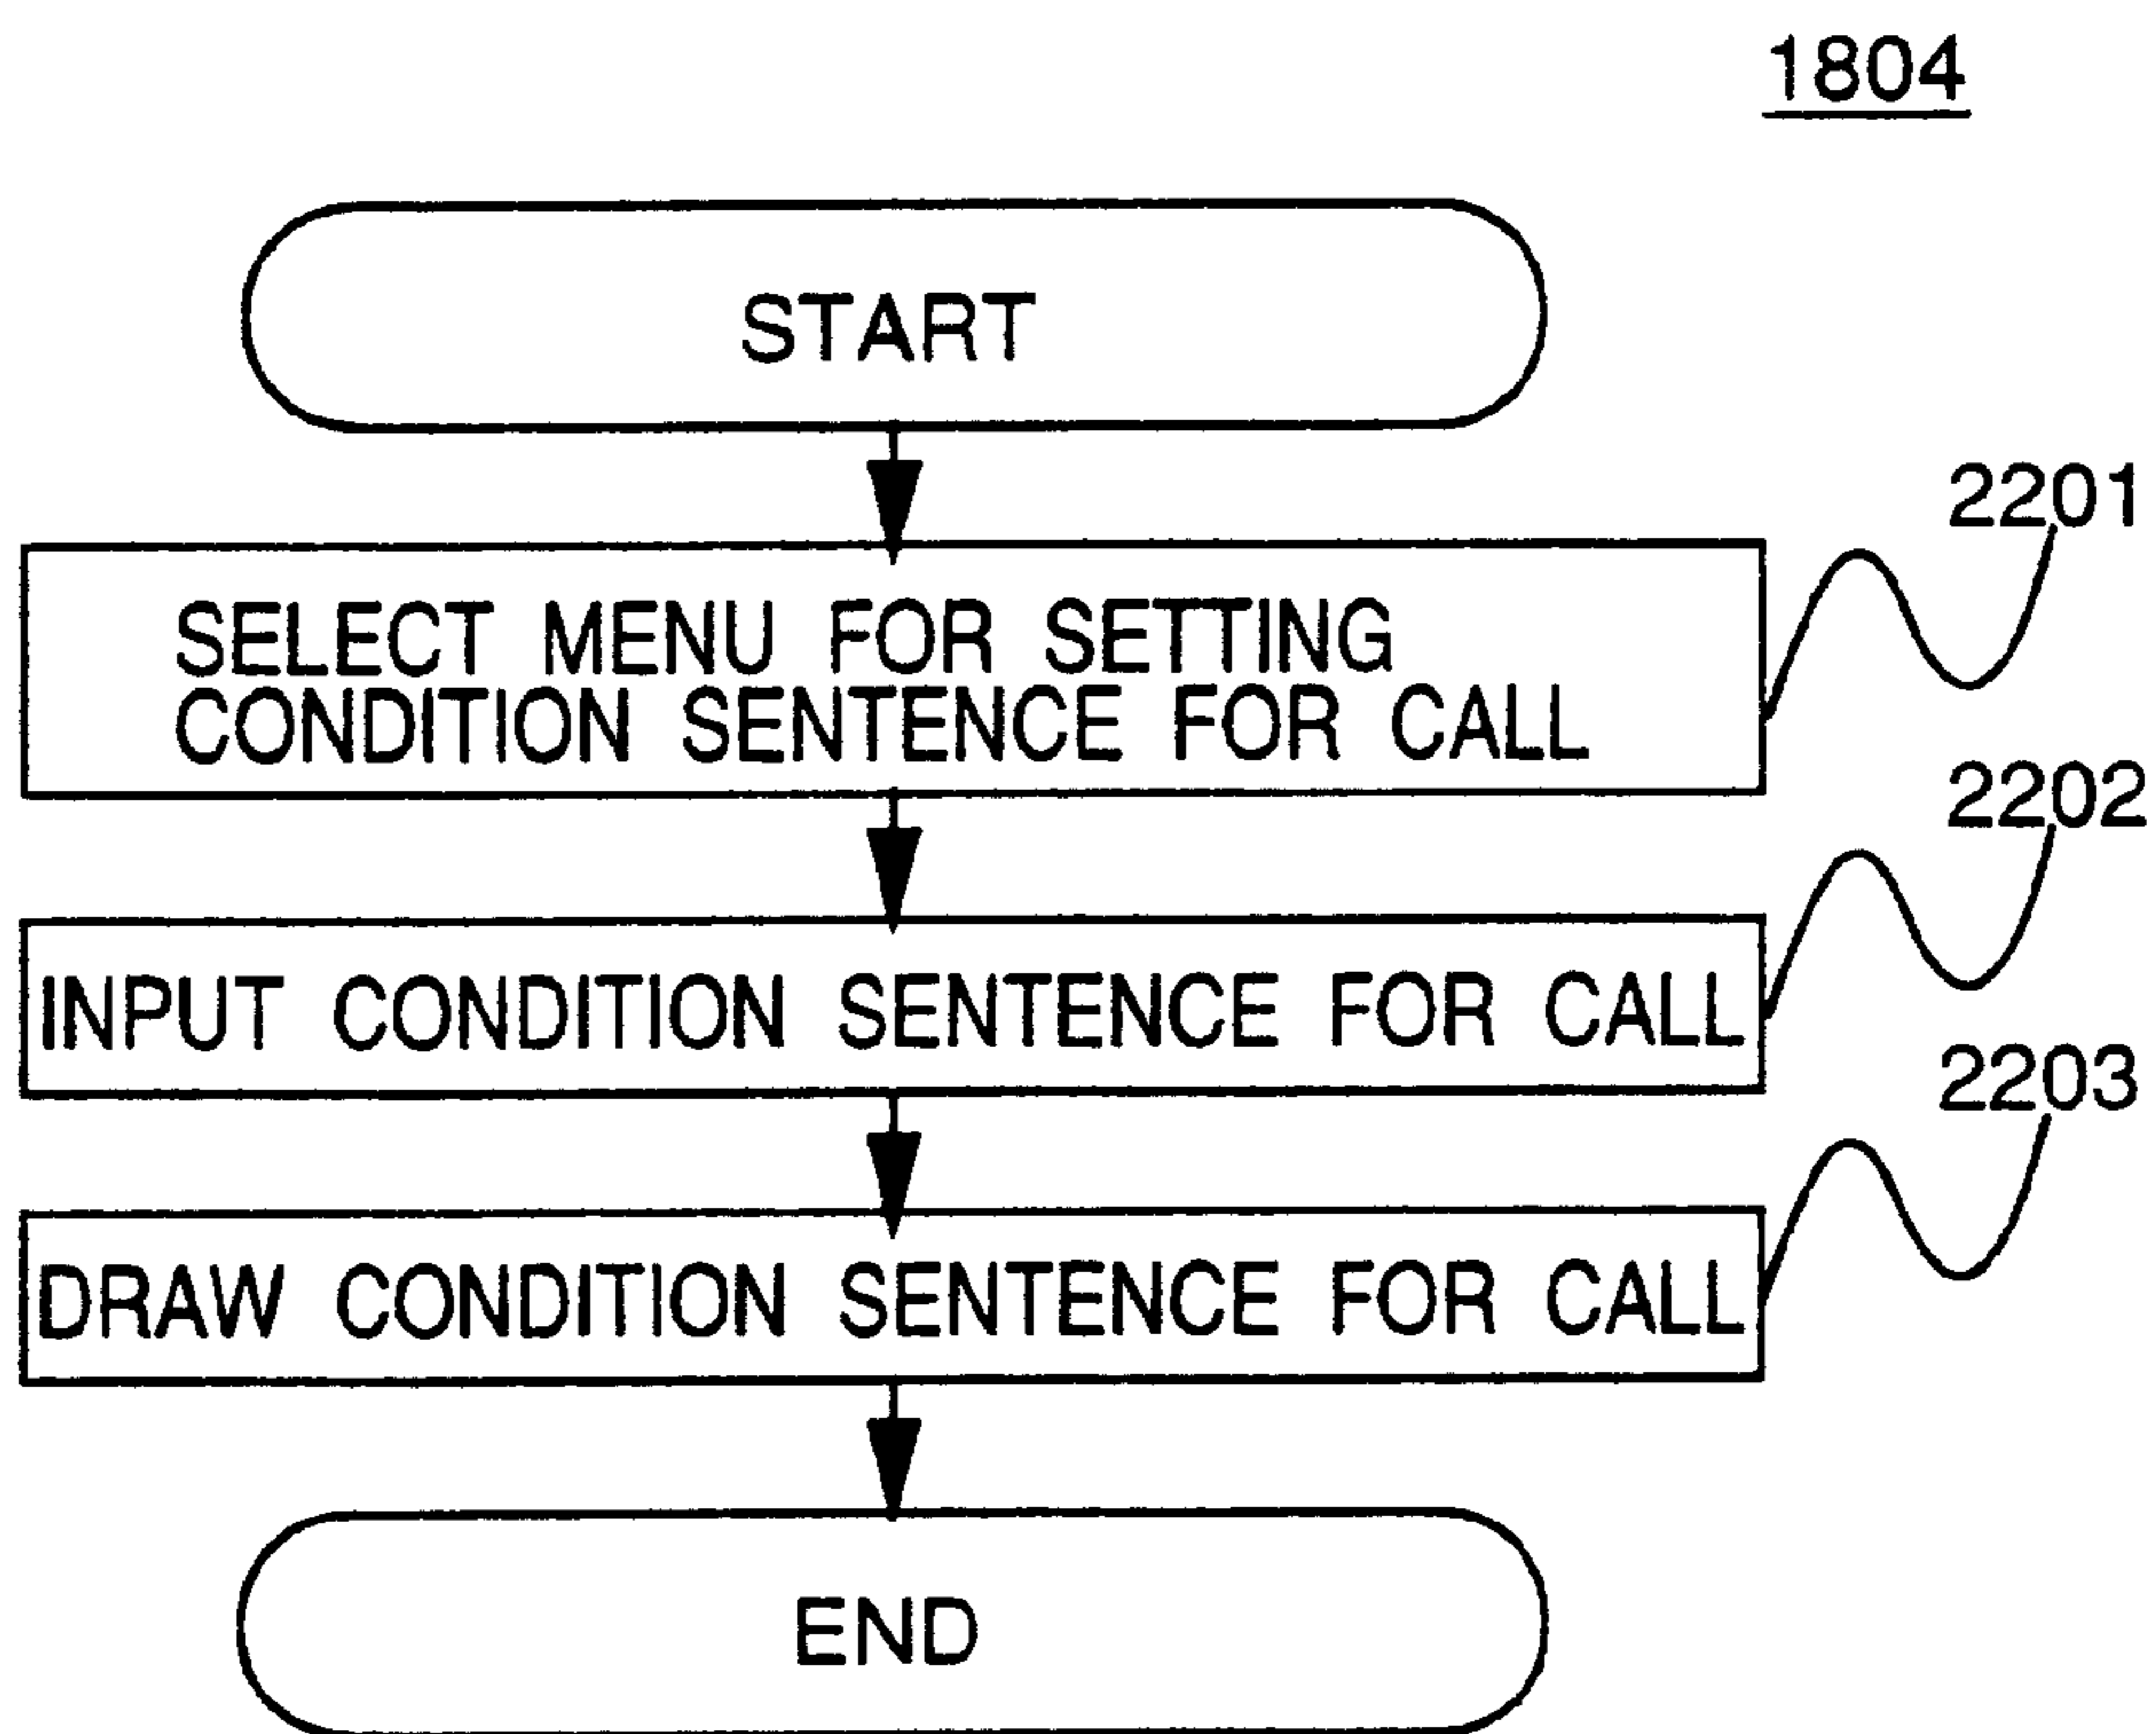 1804
START
2201
SELECT MENU FOR SETTING
CONDITION SENTENCE FOR CALL
2202
INPUT CONDITION SENTENCE FOR CALL
2203
DRAW CONDITION SENTENCE FOR CALL
END